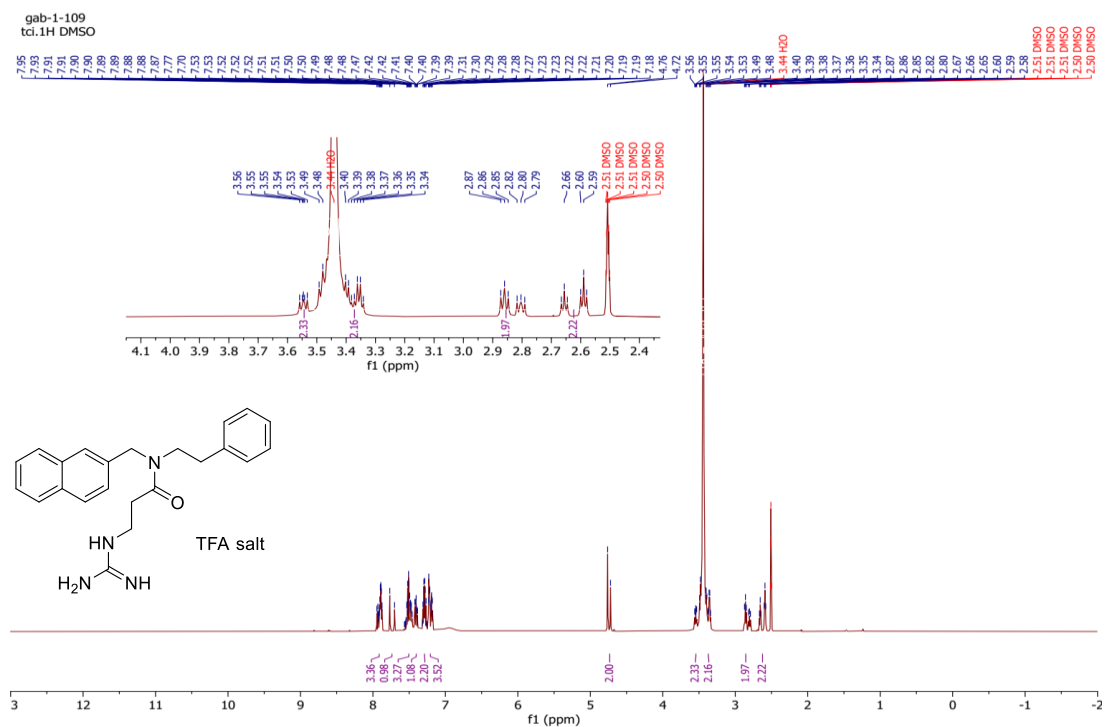 gab-1-109
tci.1H DMSO
7.95 7.93 7.91 7.91 7.90 7.90 7.89 7.89 7.88 7.88 7.87 7.77 7.70 7.53 7.53 7.52 7.52 7.52 7.51 7.51 7.50 7.50 7.49 7.48 7.48 7.47 7.42 7.42 7.41 7.40 7.40 7.39 7.39 7.31 7.30 7.29 7.28 7.28 7.27 7.23 7.23 7.22 7.22 7.21 7.20 7.19 7.19 7.18 4.76 4.72 3.56 3.55 3.55 3.54 3.53 3.49 3.48 3.44 H2O 3.40 3.39 3.38 3.37 3.36 3.35 3.34 2.87 2.86 2.85 2.82 2.80 2.67 2.66 2.65 2.60 2.59 2.58 2.51 DMSO 2.51 DMSO 2.51 DMSO 2.50 DMSO 2.50 DMSO
3.56 3.55 3.55 3.54 3.53 3.49 3.48 3.44 H2O 3.40 3.39 3.38 3.37 3.36 3.35 3.34 2.87 2.86 2.85 2.82 2.80 2.79 2.66 2.60 2.59 2.51 DMSO 2.51 DMSO 2.51 DMSO 2.50 DMSO 2.50 DMSO
2.33 2.16 1.97 2.22
4.1 4.0 3.9 3.8 3.7 3.6 3.5 3.4 3.3 3.2 3.1 3.0 2.9 2.8 2.7 2.6 2.5 2.4
f1 (ppm)
N
O
HN
TFA salt
H2N
NH
3.36 0.98 3.27 1.08 2.20 3.52 2.00 2.33 2.16 1.97 2.22
13 12 11 10 9 8 7 6 5 4 3 2 1 0 -1 -2
f1 (ppm)